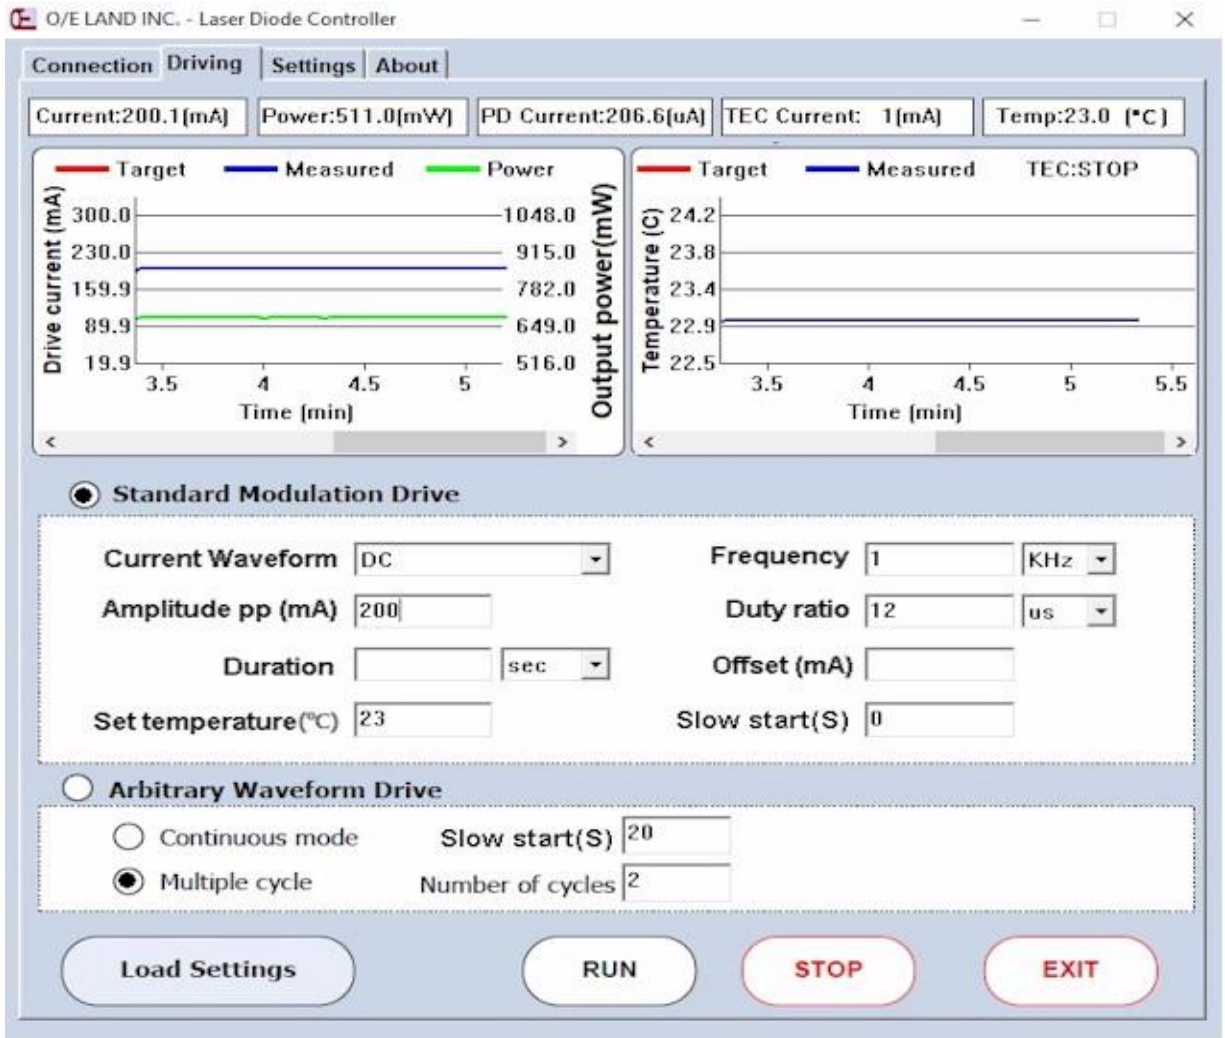 O/E LAND INC. - Laser Diode Controller
Connection Driving Settings About
Current:200.1(mA) Power:511.0(mW) PD Current:206.6(uA) TEC Current: 1(mA) Temp:23.0 (°C)
Target Measured Power
Drive current (mA)
300.0
230.0
159.9
89.9
19.9
1048.0
915.0
782.0
649.0
516.0
Output power(mW)
3.5 4 4.5 5
Time (min)
Target Measured TEC:STOP
Temperature (C)
24.2
23.8
23.4
22.9
22.5
3.5 4 4.5 5 5.5
Time (min)
Standard Modulation Drive
Current Waveform DC Frequency 1 KHz
Amplitude pp (mA) 200 Duty ratio 12 us
Duration sec Offset (mA)
Set temperature(°C) 23 Slow start(S) 0
Arbitrary Waveform Drive
Continuous mode Slow start(S) 20
Multiple cycle Number of cycles 2
Load Settings RUN STOP EXIT